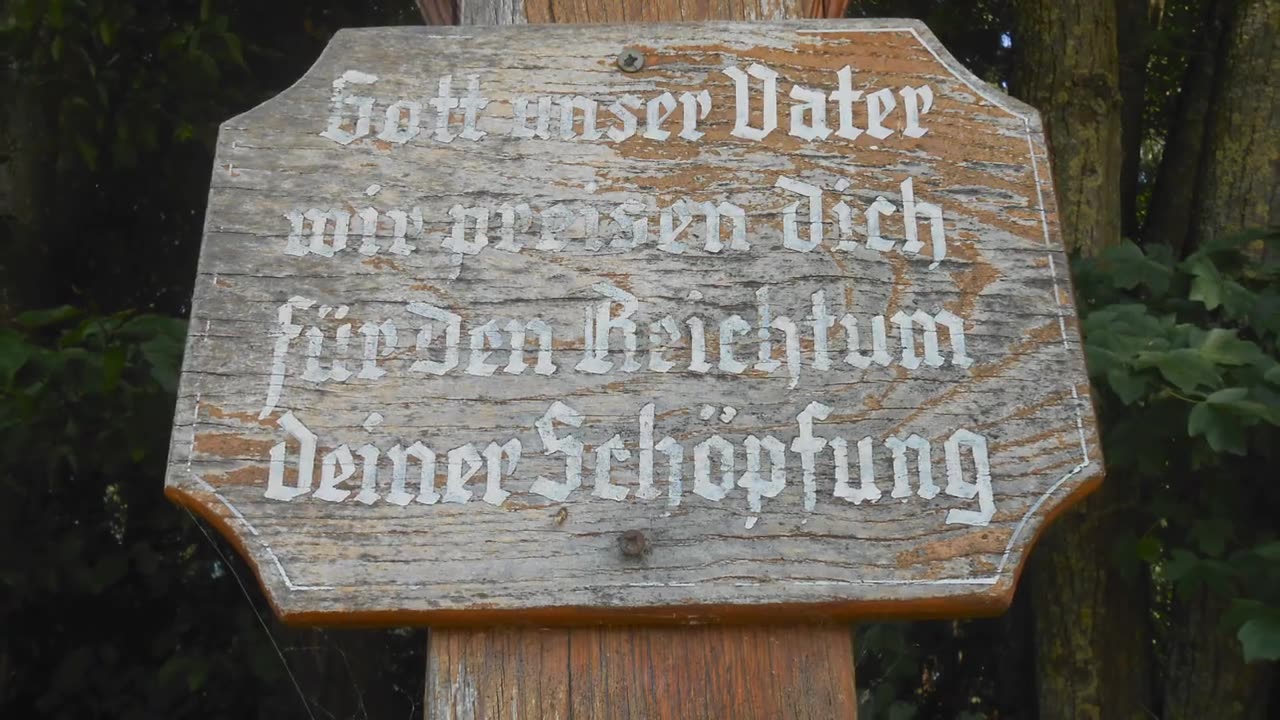 Gott unser Vater
wir preisen dich
für den Reichtum
deiner Schöpfung